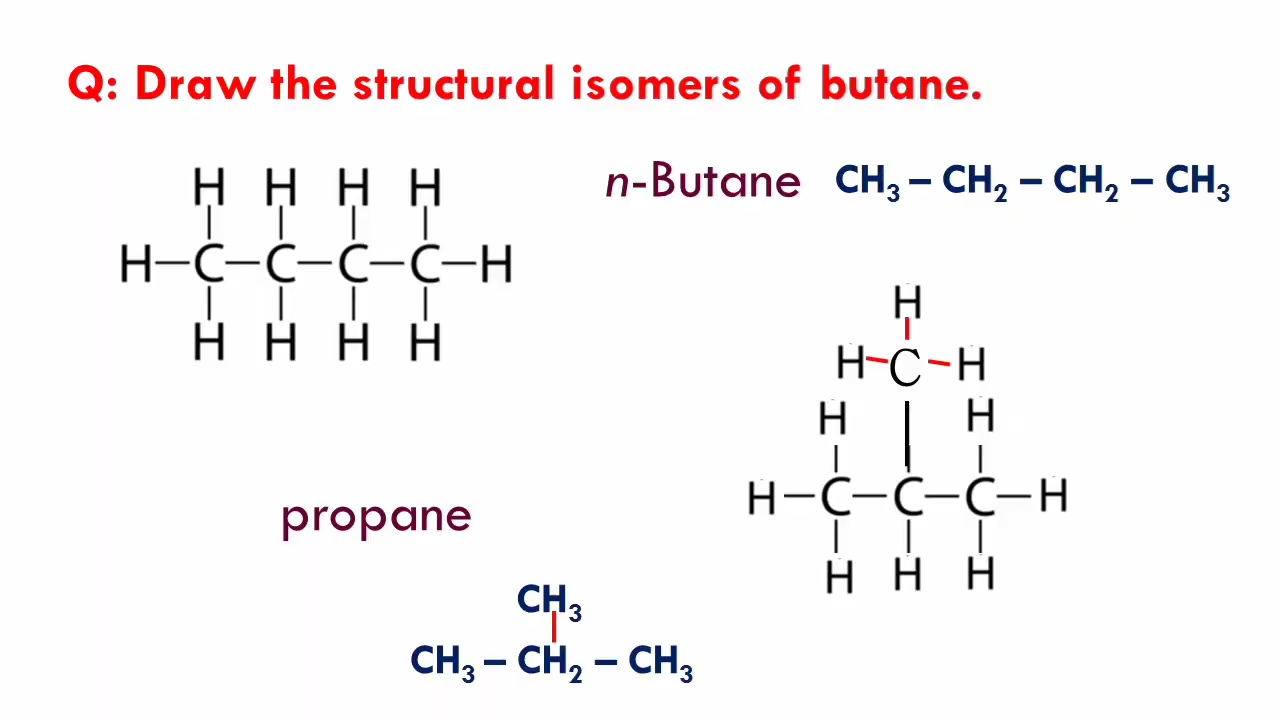 Q: Draw the structural isomers of butane.
n-Butane CH₃ – CH₂ – CH₂ – CH₃
H H H H
H—C—C—C—C—H
H H H H
H
H C H
H H
H—C—C—C—H
H H H
propane
CH₃
CH₃ – CH₂ – CH₃